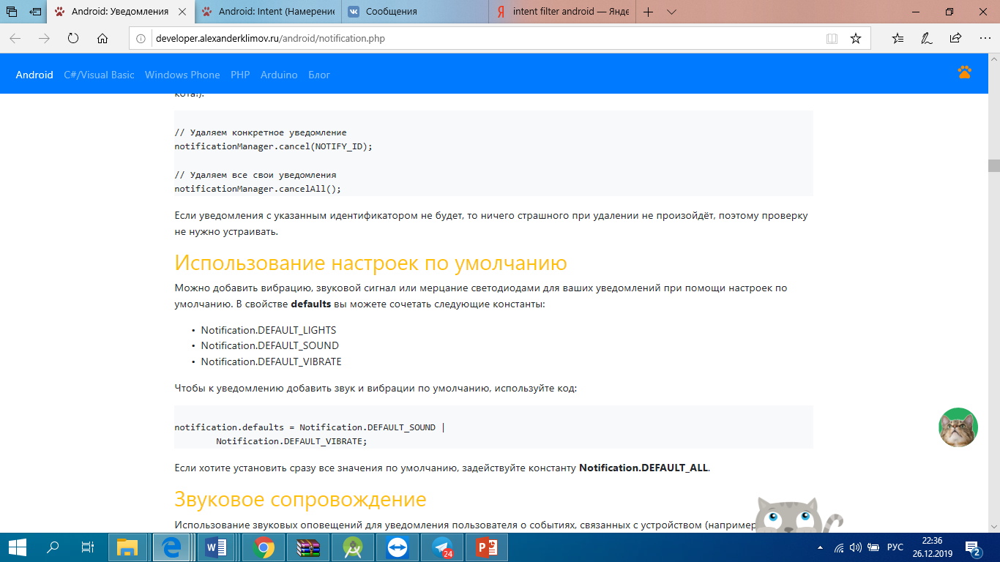 Android: Уведомления
Android: Intent (Намерение
Сообщения
intent filter android — Янде
developer.alexanderklimov.ru/android/notification.php
Android C#/Visual Basic Windows Phone PHP Arduino Блог
кота!).
// Удаляем конкретное уведомление
notificationManager.cancel(NOTIFY_ID);
// Удаляем все свои уведомления
notificationManager.cancelAll();
Если уведомления с указанным идентификатором не будет, то ничего страшного при удалении не произойдёт, поэтому проверку
не нужно устраивать.
Использование настроек по умолчанию
Можно добавить вибрацию, звуковой сигнал или мерцание светодиодами для ваших уведомлений при помощи настроек по
умолчанию. В свойстве defaults вы можете сочетать следующие константы:
• Notification.DEFAULT_LIGHTS
• Notification.DEFAULT_SOUND
• Notification.DEFAULT_VIBRATE
Чтобы к уведомлению добавить звук и вибрации по умолчанию, используйте код:
notification.defaults = Notification.DEFAULT_SOUND |
Notification.DEFAULT_VIBRATE;
Если хотите установить сразу все значения по умолчанию, задействуйте константу Notification.DEFAULT_ALL.
Звуковое сопровождение
Использование звуковых оповещений для уведомления пользователя о событиях, связанных с устройством (например
24
РУС
22:36
26.12.2019
2